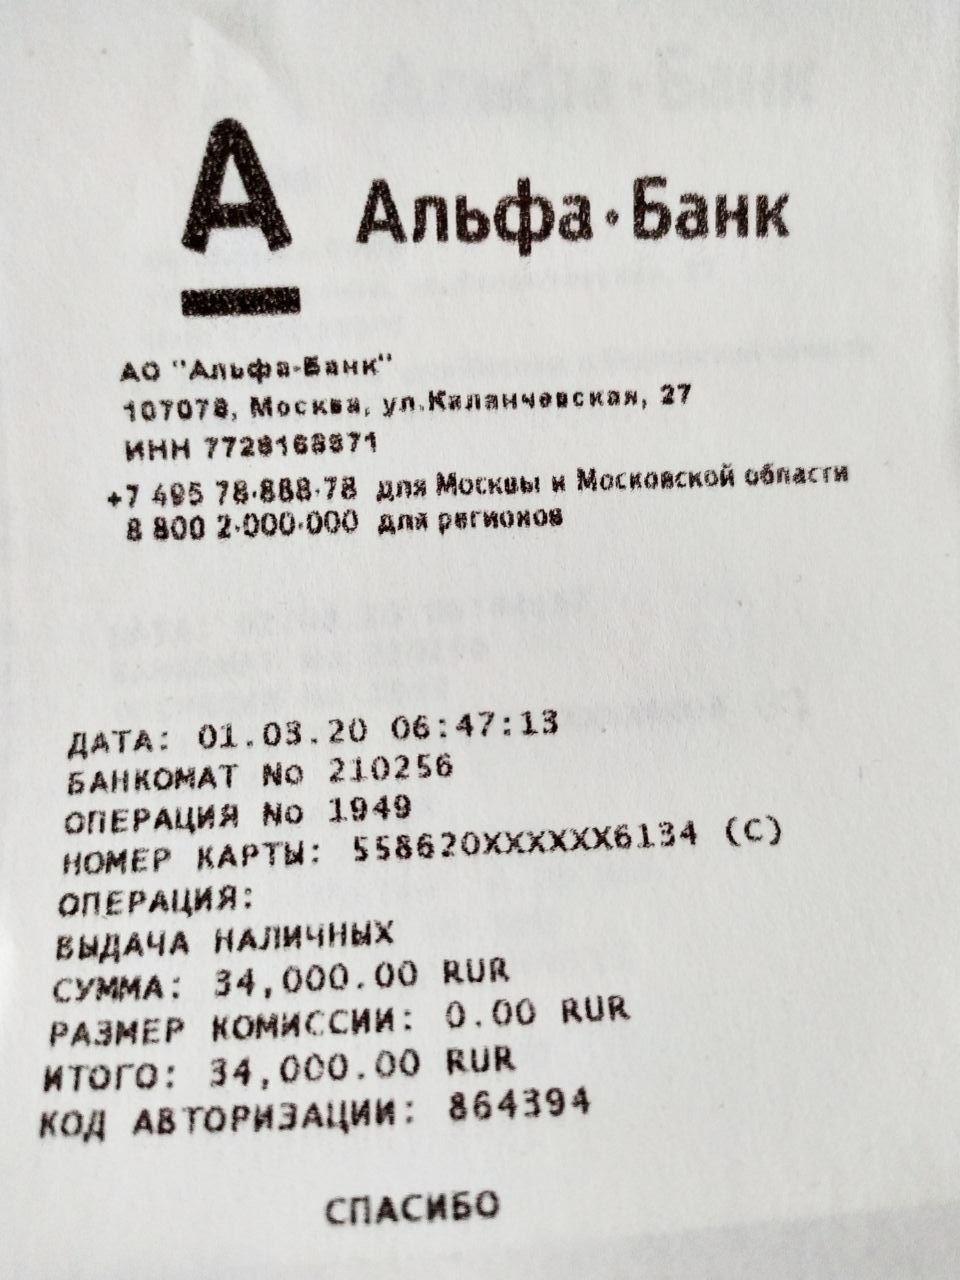 А
Альфа·Банк
АО "Альфа-Банк"
107078, Москва, ул.Каланчевская, 27
ИНН 7728168971
+7 495 78-888-78 для Москвы и Московской области
8 800 2-000-000 для регионов
ДАТА: 01.03.20 06:47:13
БАНКОМАТ No 210256
ОПЕРАЦИЯ No 1949
НОМЕР КАРТЫ: 558620XXXXXX6134 (C)
ОПЕРАЦИЯ:
ВЫДАЧА НАЛИЧНЫХ
СУММА: 34,000.00 RUR
РАЗМЕР КОМИССИИ: 0.00 RUR
ИТОГО: 34,000.00 RUR
КОД АВТОРИЗАЦИИ: 864394
СПАСИБО